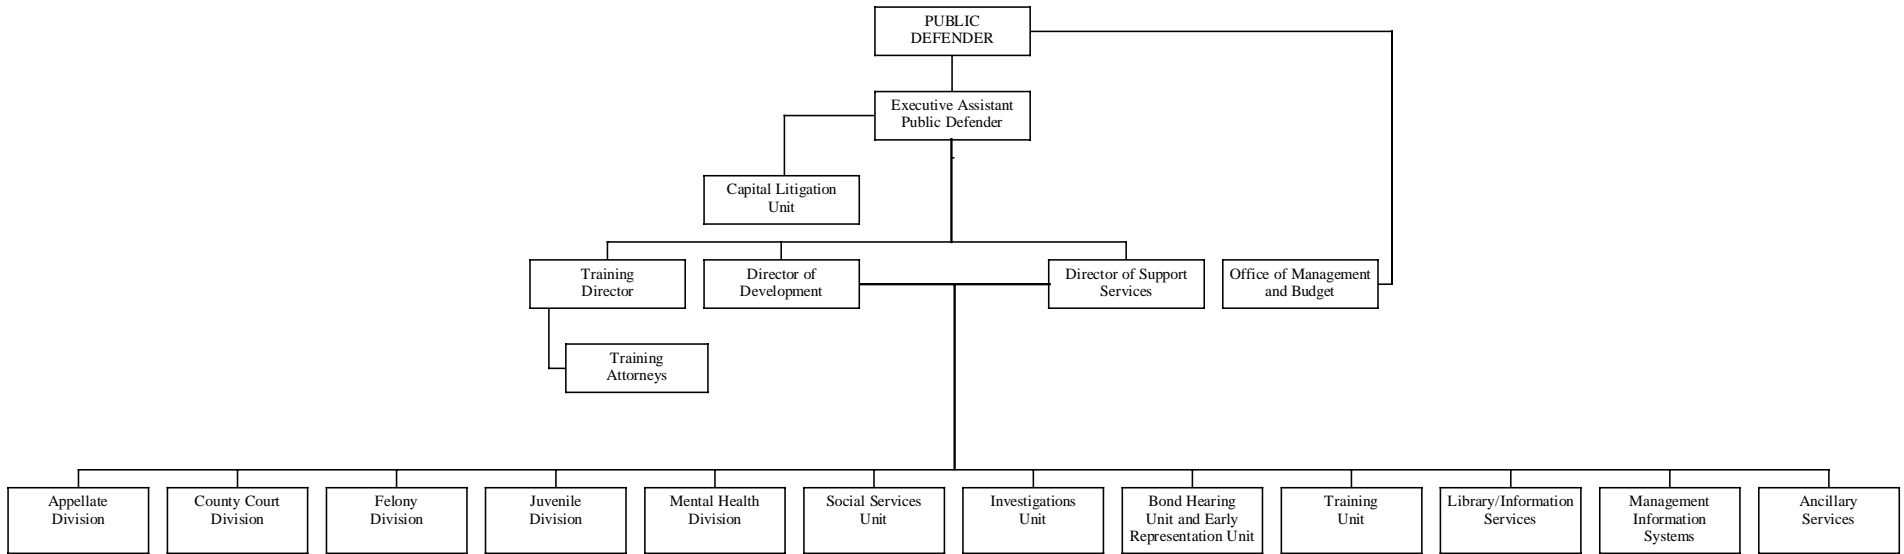 PUBLIC
DEFENDER
Executive Assistant
Public Defender
Capital Litigation
Unit
Training
Director
Director of
Development
Director of Support
Services
Office of Management
and Budget
Training
Attorneys
Appellate
Division
County Court
Division
Felony
Division
Juvenile
Division
Mental Health
Division
Social Services
Unit
Investigations
Unit
Bond Hearing
Unit and Early
Representation Unit
Training
Unit
Library/Information
Services
Management
Information
Systems
Ancillary
Services